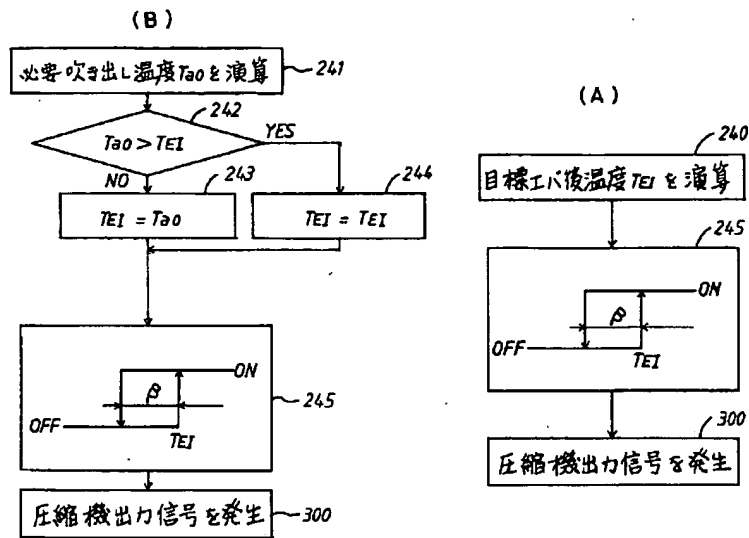 (B)
必要吹き出し温度Taoを演算
241
242
Tao > TEI
YES
NO
243
244
TEI = Tao
TEI = TEI
ON
β
OFF
TEI
245
圧縮機出力信号を発生
300
(A)
240
目標エバ後温度TEIを演算
245
ON
β
OFF
TEI
300
圧縮機出力信号を発生